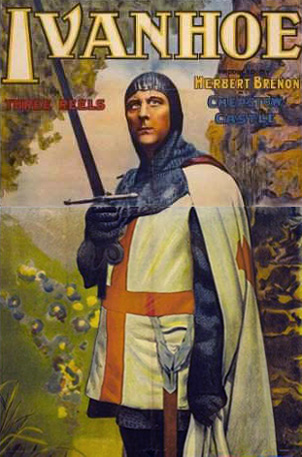 IVANHOE
HERBERT BRENON
THREE REELS
CHEPSTOW
CASTLE